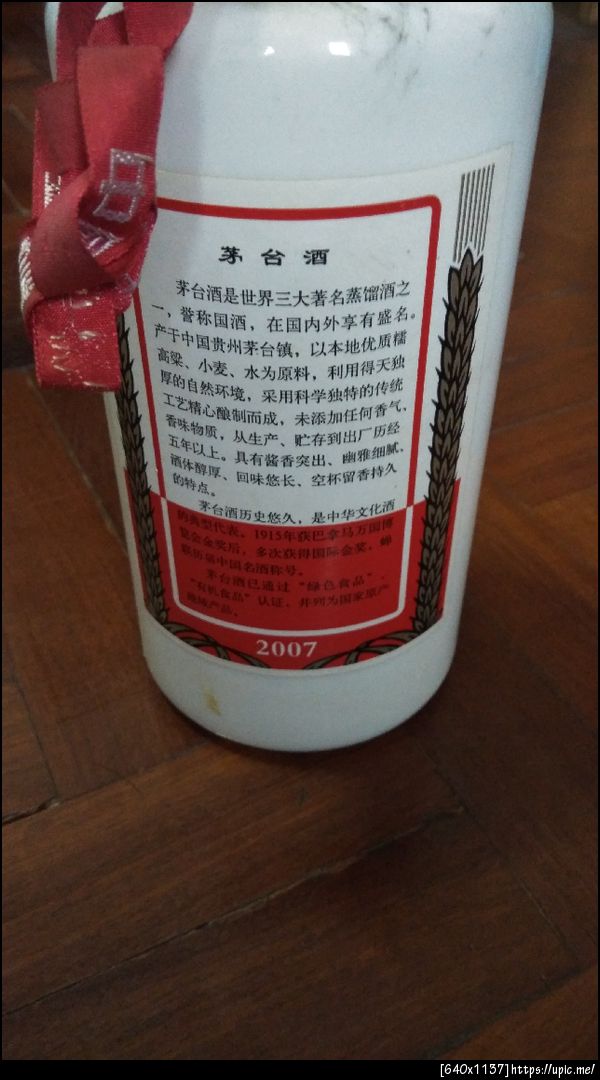 茅台酒
茅台酒是世界三大著名蒸馏酒之
一，誉称国酒，在国内外享有盛名。
产于中国贵州茅台镇，以本地优质糯
高粱、小麦、水为原料，利用得天独
厚的自然环境，采用科学独特的传统
工艺精心酿制而成，未添加任何香气、
香味物质，从生产、贮存到出厂历经
五年以上。具有酱香突出、幽雅细腻、
酒体醇厚、回味悠长、空杯留香持久
的特点。
茅台酒历史悠久，是中华文化酒
的典型代表。1915年获巴拿马万国博
览会金奖后，多次获得国际金奖，蝉
联历届中国名酒称号。
茅台酒已通过“绿色食品”、
“有机食品”认证，并列为国家原产
地域产品。
2007
[640x1137]https://upic.me/